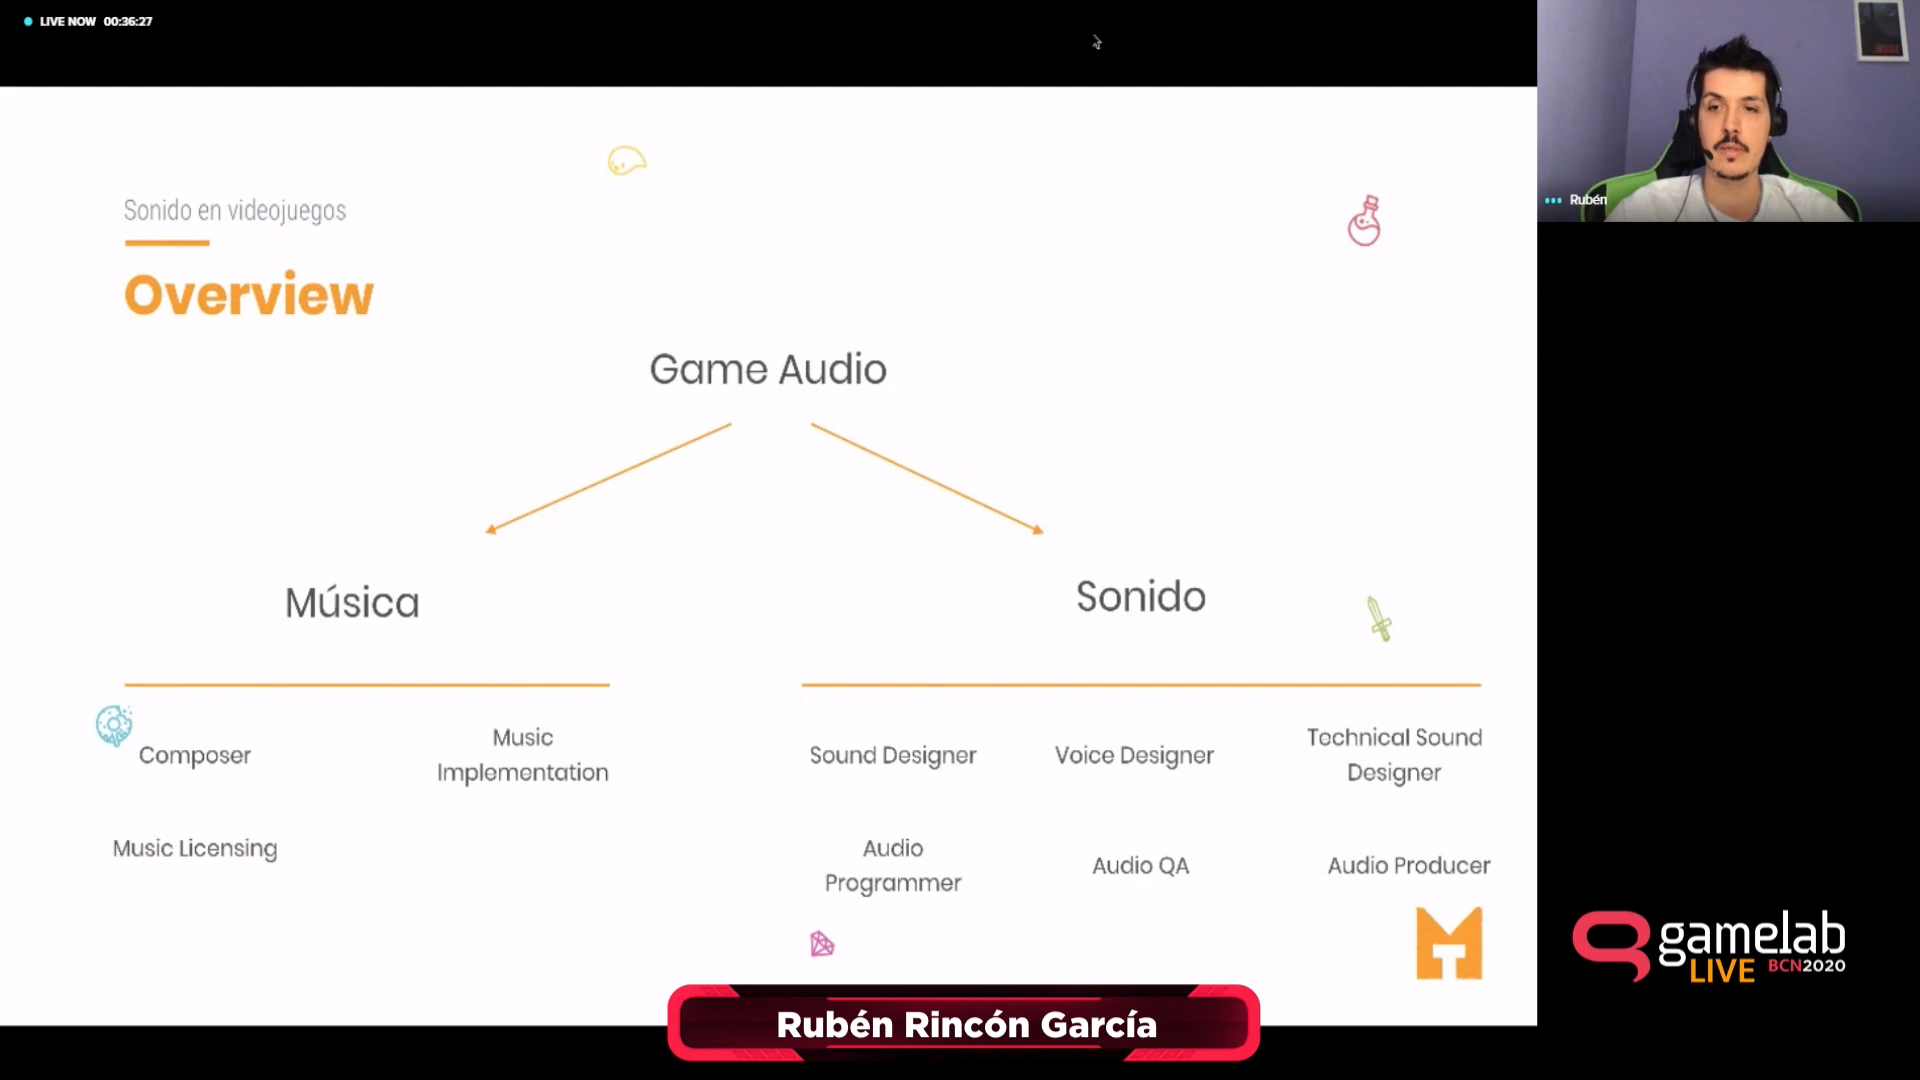 LIVE NOW 00:36:27
INSIDE
Rubén
Sonido en videojuegos
Overview
Game Audio
Música
Sonido
Composer
Music
Implementation
Music Licensing
Sound Designer
Voice Designer
Technical Sound
Designer
Audio
Programmer
Audio QA
Audio Producer
gamelab
LIVE BCN2020
Rubén Rincón García